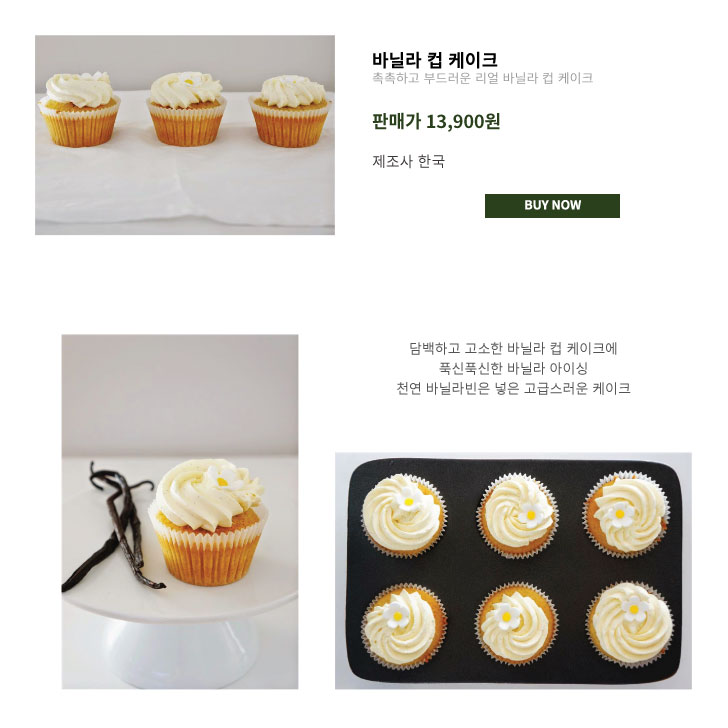 바닐라 컵 케이크
촉촉하고 부드러운 리얼 바닐라 컵 케이크
판매가 13,900원
제조사 한국
BUY NOW
담백하고 고소한 바닐라 컵 케이크에
푹신푹신한 바닐라 아이싱
천연 바닐라빈은 넣은 고급스러운 케이크